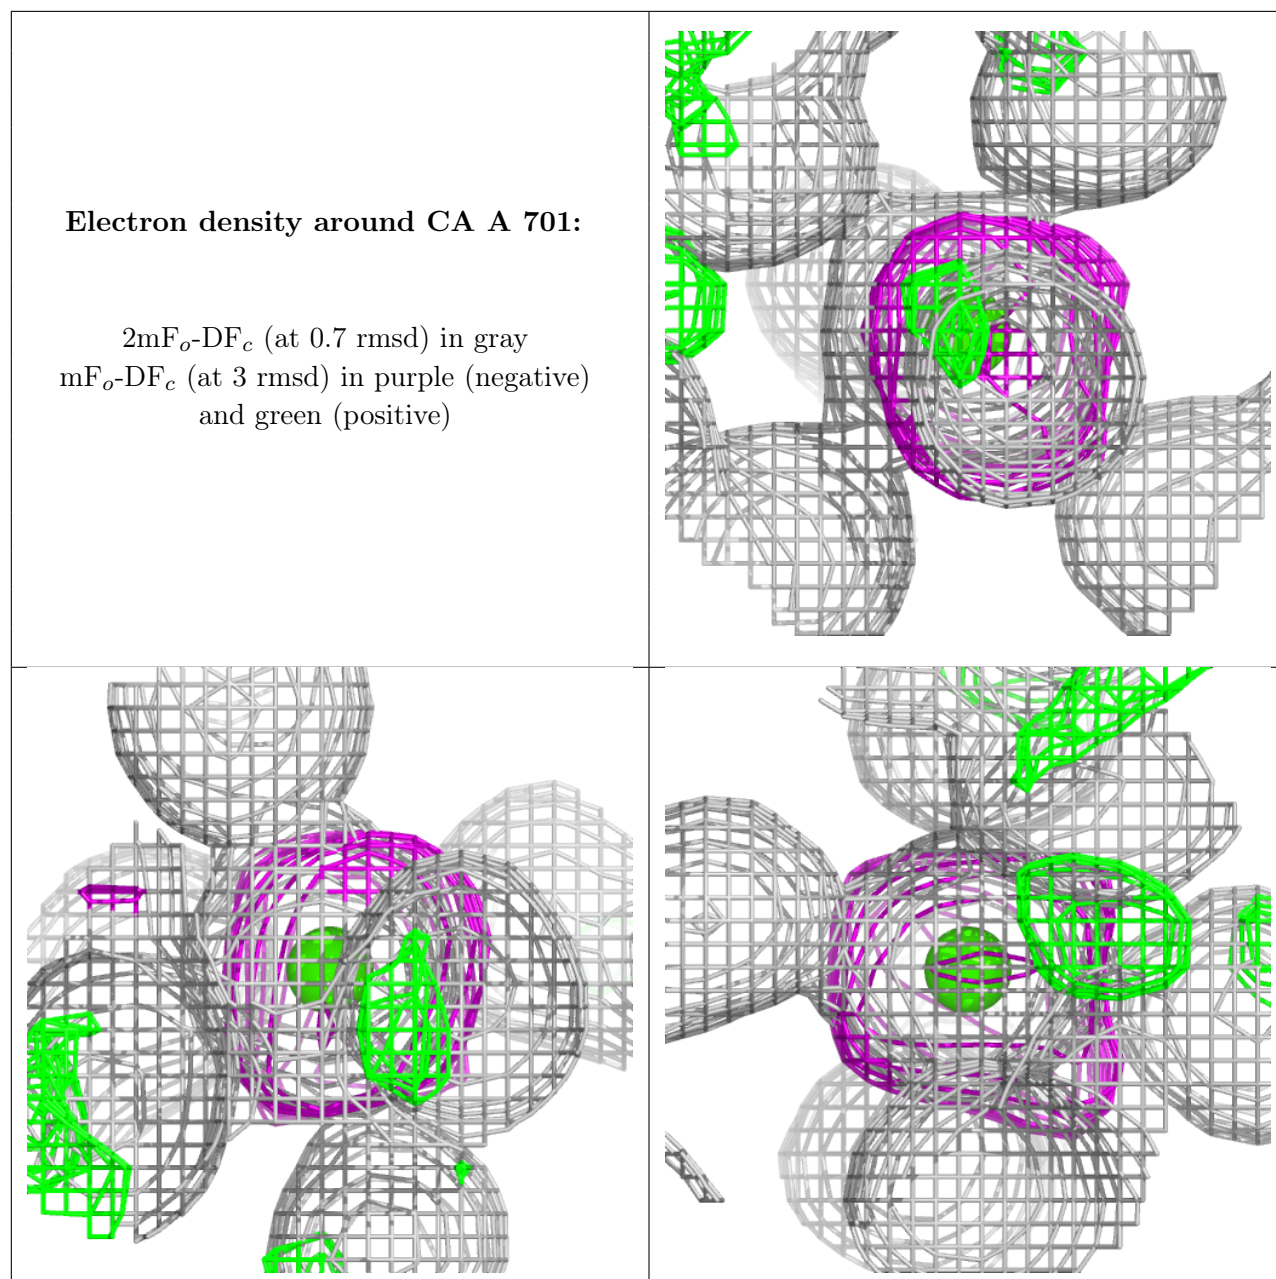 Electron density around CA A 701:
2mFo-DFc (at 0.7 rmsd) in gray
mFo-DFc (at 3 rmsd) in purple (negative)
and green (positive)